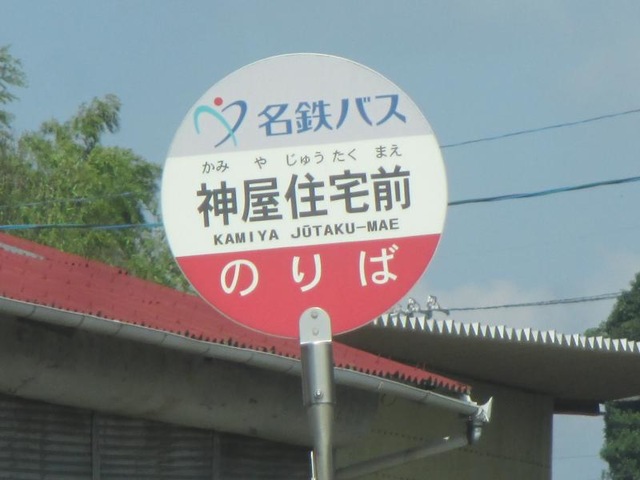 名鉄バス
かみ や じゅう たく まえ
神屋住宅前
KAMIYA JŪTAKU-MAE
のりば